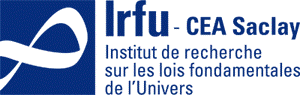 Irfu - CEA Saclay
Institut de recherche
sur les lois fondamentales
de l'Univers